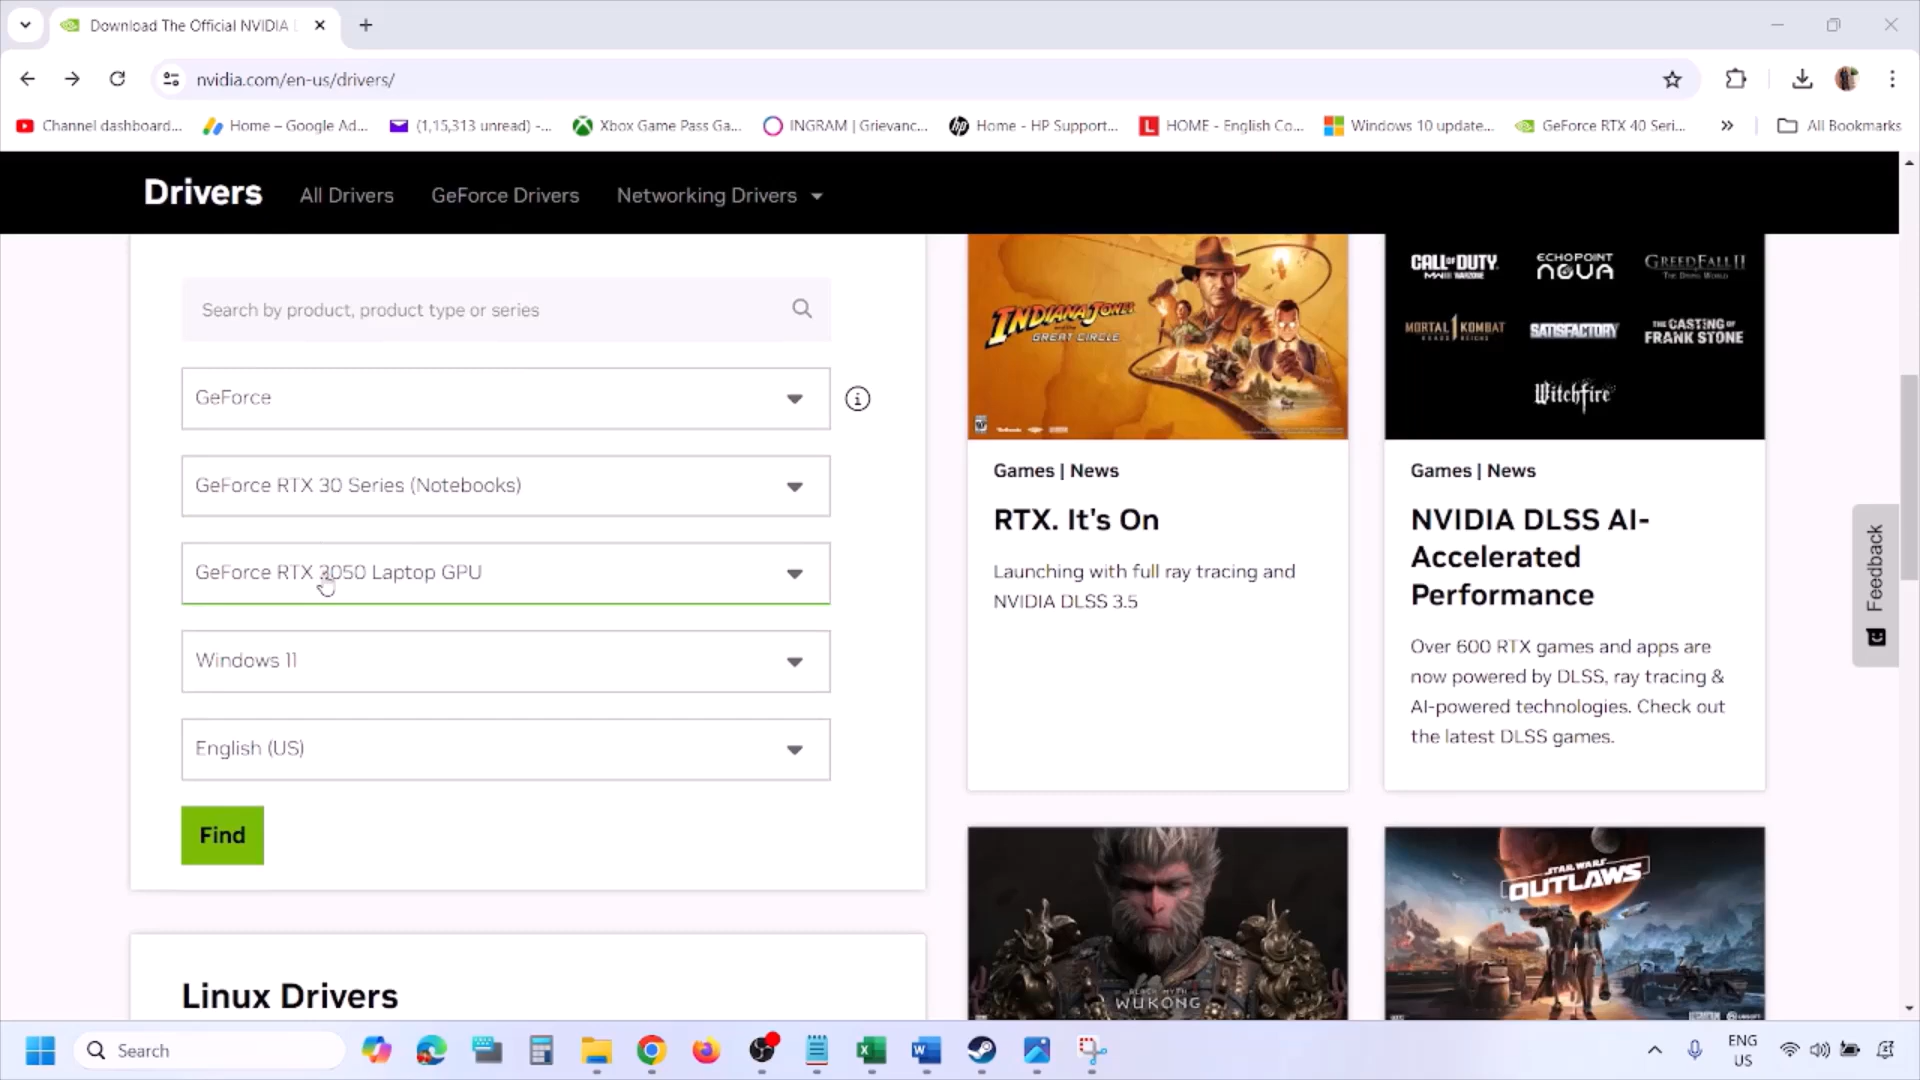 Download The Official NVIDIA
nvidia.com/en-us/drivers/
Channel dashboard...
Home – Google Ad...
(1,15,313 unread) -...
Xbox Game Pass Ga...
INGRAM | Grievanc...
Home - HP Support...
HOME - English Co...
Windows 10 update...
GeForce RTX 40 Seri...
All Bookmarks
Drivers
All Drivers
GeForce Drivers
Networking Drivers
Search by product, product type or series
GeForce
GeForce RTX 30 Series (Notebooks)
GeForce RTX 3050 Laptop GPU
Windows 11
English (US)
Find
Linux Drivers
INDIANA JONES
GREAT CIRCLE
Games | News
RTX. It's On
Launching with full ray tracing and
NVIDIA DLSS 3.5
CALL OF DUTY
ECHOPOINT
NOVA
GREEDFALL II
THE DYING WORLD
MORTAL KOMBAT 1
SATISFACTORY
THE CASTING OF
FRANK STONE
Witchfire
Games | News
NVIDIA DLSS AI-
Accelerated
Performance
Over 600 RTX games and apps are
now powered by DLSS, ray tracing &
AI-powered technologies. Check out
the latest DLSS games.
BLACK MYTH
WUKONG
STAR WARS
OUTLAWS
Feedback
Search
ENG
US